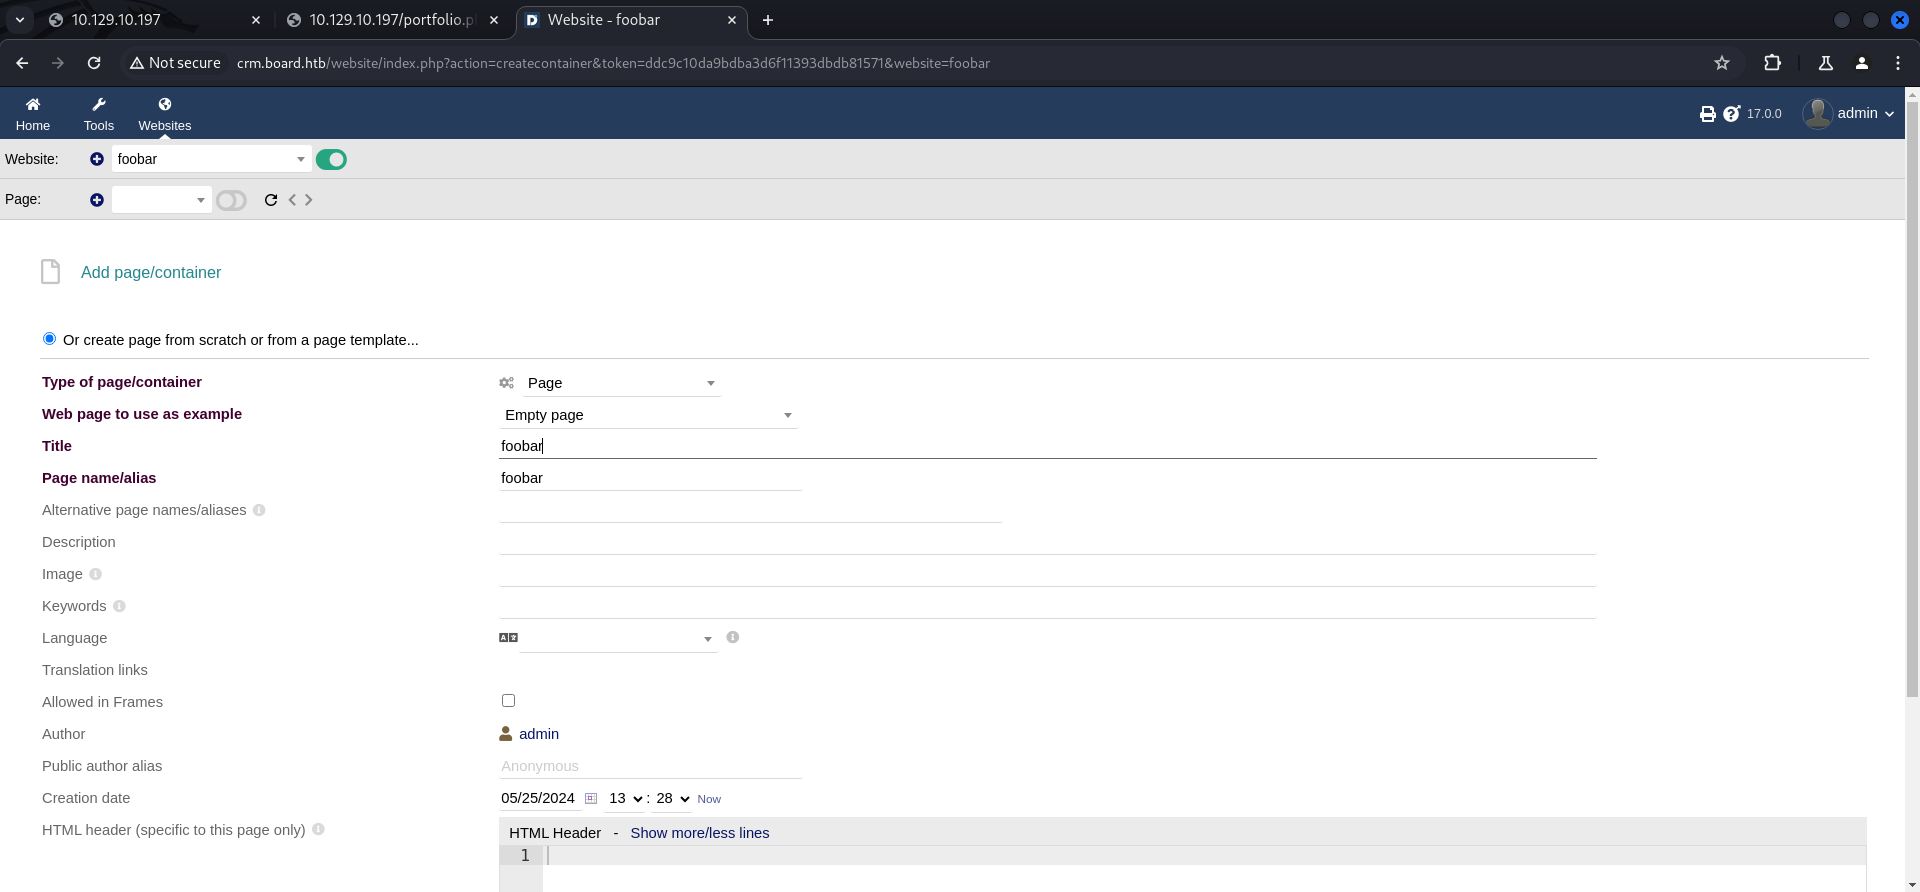 10.129.10.197
10.129.10.197/portfolio.p
Website - foobar
Not secure
crm.board.htb/website/index.php?action=createcontainer&token=ddc9c10da9bdba3d6f11393dbdb81571&website=foobar
Home
Tools
Websites
17.0.0
admin
Website:
foobar
Page:
Add page/container
Or create page from scratch or from a page template...
Type of page/container
Page
Web page to use as example
Empty page
Title
foobar
Page name/alias
foobar
Alternative page names/aliases
Description
Image
Keywords
Language
Translation links
Allowed in Frames
Author
admin
Public author alias
Anonymous
Creation date
05/25/2024
13 : 28
Now
HTML header (specific to this page only)
HTML Header - Show more/less lines
1